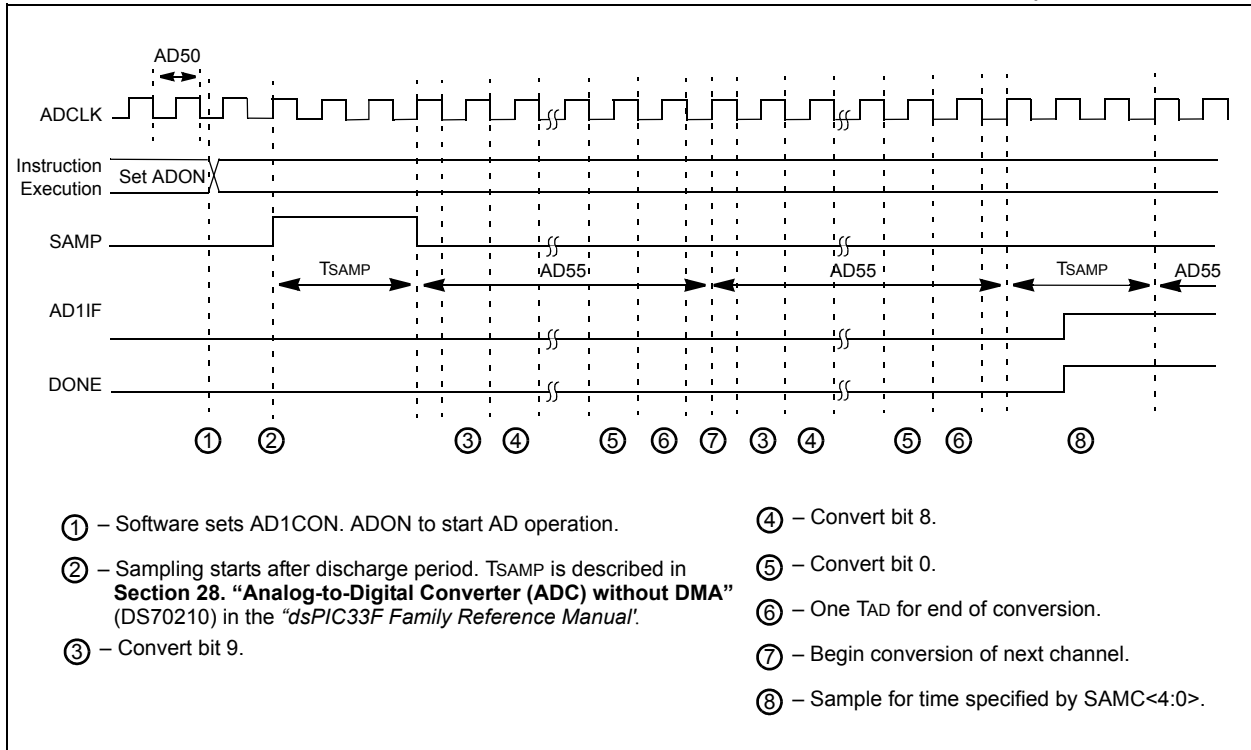 AD50
ADCLK
Instruction
Execution
Set ADON
SAMP
TSAMP
AD55
AD55
TSAMP
AD55
AD1IF
DONE
1 2 3 4 5 6 7 3 4 5 6 8
1 – Software sets AD1CON. ADON to start AD operation.
2 – Sampling starts after discharge period. TSAMP is described in
Section 28. “Analog-to-Digital Converter (ADC) without DMA”
(DS70210) in the “dsPIC33F Family Reference Manual'.
3 – Convert bit 9.
4 – Convert bit 8.
5 – Convert bit 0.
6 – One TAD for end of conversion.
7 – Begin conversion of next channel.
8 – Sample for time specified by SAMC<4:0>.